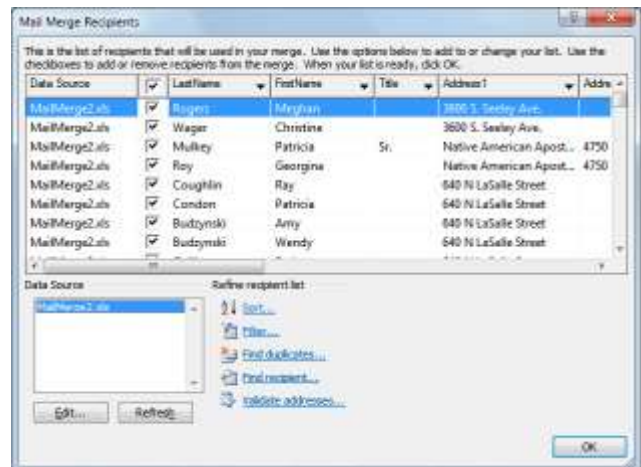 Mail Merge Recipients
This is the list of recipients that will be used in your merge. Use the options below to add to or change your list. Use the
checkboxes to add or remove recipients from the merge. When your list is ready, click OK.
Data Source LastName FirstName Title Address1 Addre
MailMerge2.xls Rogers Meghan 3600 S. Seeley Ave.
MailMerge2.xls Wager Christine 3600 S. Seeley Ave.
MailMerge2.xls Mulkey Patricia Sr. Native American Apost... 4750
MailMerge2.xls Roy Georgina Native American Apost... 4750
MailMerge2.xls Coughlin Ray 640 N LaSalle Street
MailMerge2.xls Condon Patricia 640 N LaSalle Street
MailMerge2.xls Budzynski Amy 640 N LaSalle Street
MailMerge2.xls Budzynski Wendy 640 N LaSalle Street
Data Source Refine recipient list
MailMerge2.xls
Sort...
Filter...
Find duplicates...
Find recipient...
Validate addresses...
Edit... Refresh
OK